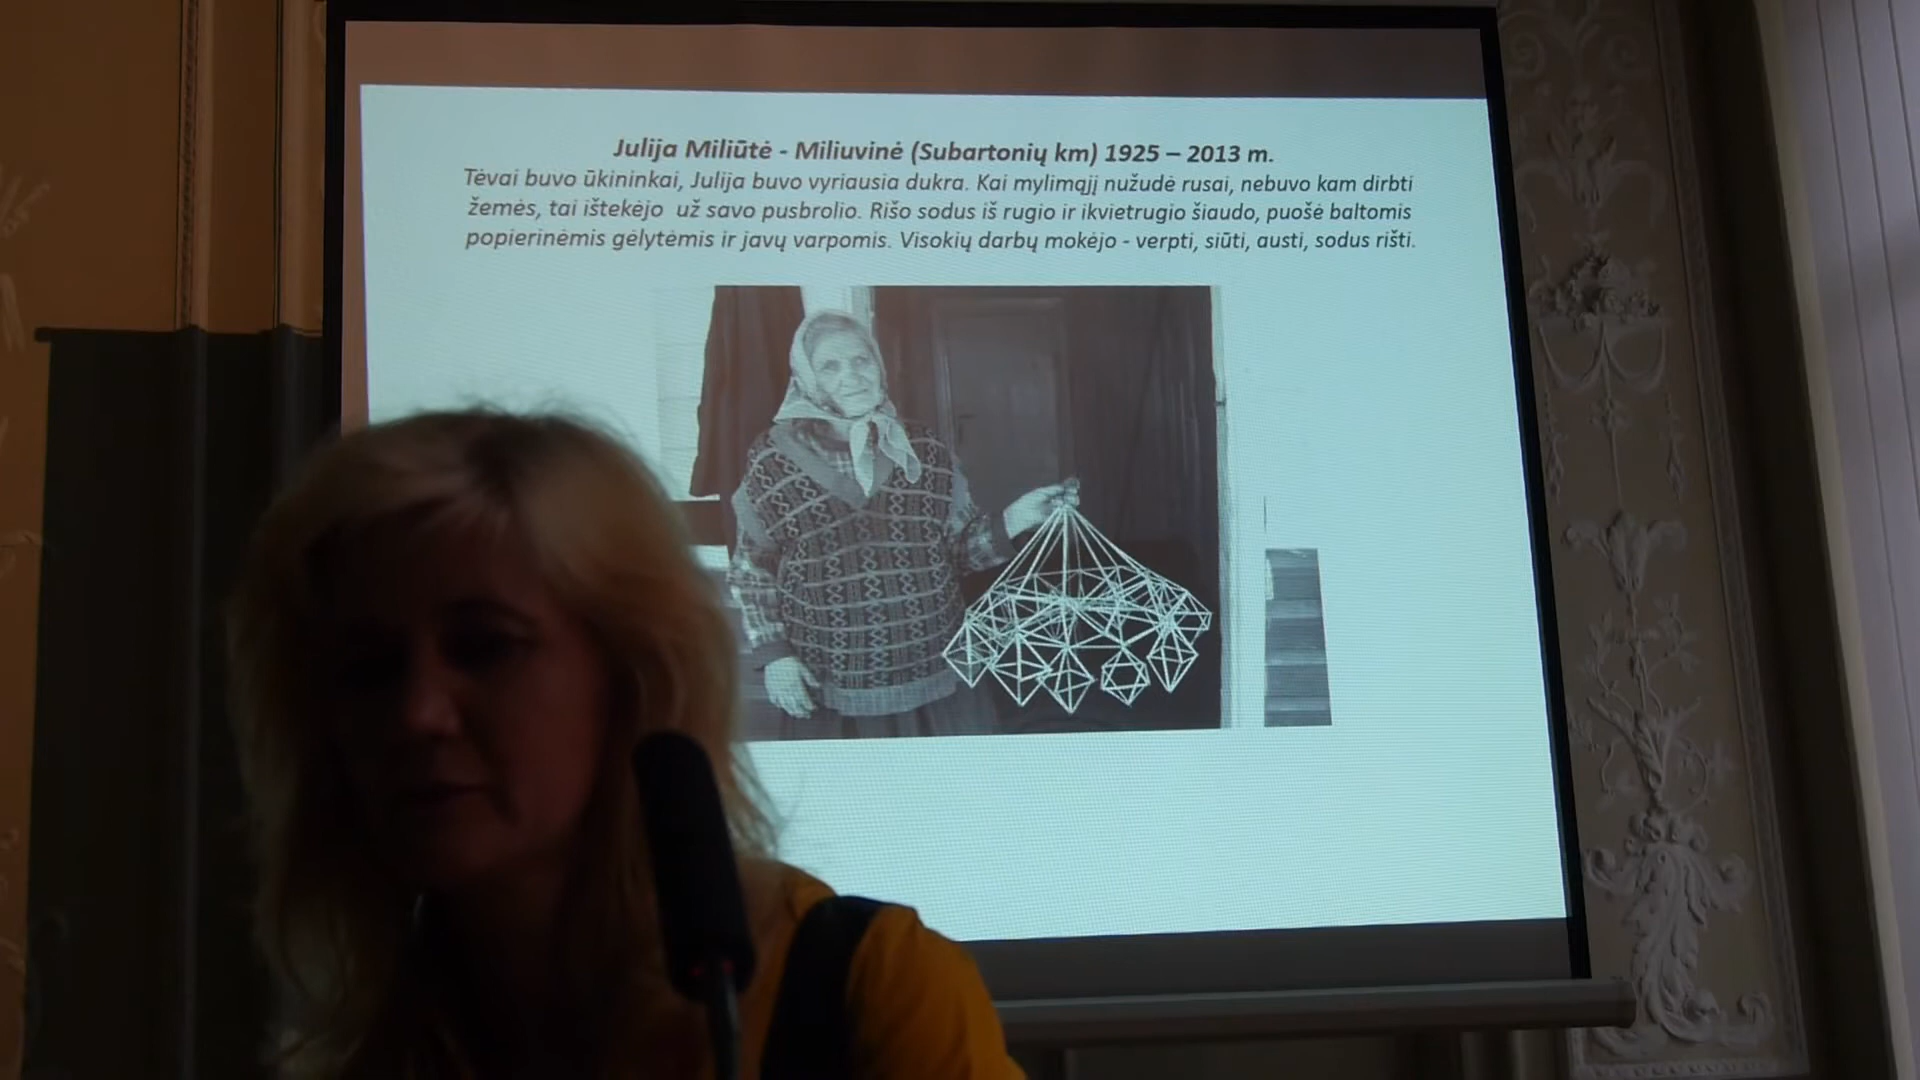 Julija Miliūtė - Miliuvinė (Subartonių km) 1925 – 2013 m.
Tėvai buvo ūkininkai, Julija buvo vyriausia dukra. Kai mylimąjį nužudė rusai, nebuvo kam dirbti
žemės, tai ištekėjo už savo pusbrolio. Rišo sodus iš rugio ir ikvietrugio šiaudo, puošė baltomis
popierinėmis gėlytėmis ir javų varpomis. Visokių darbų mokėjo - verpti, siūti, austi, sodus rišti.